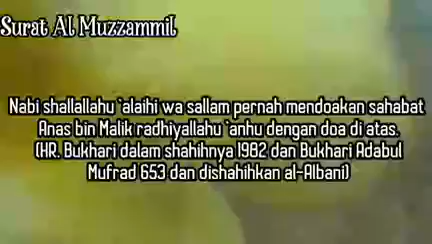 Surat Al Muzzammil
Nabi shallallahu `alaihi wa sallam pernah mendoakan sahabat
Anas bin Malik radhiyallahu `anhu dengan doa di atas.
(HR. Bukhari dalam shahihnya 1982 dan Bukhari Adabul
Mufrad 653 dan dishahihkan al-Albani)